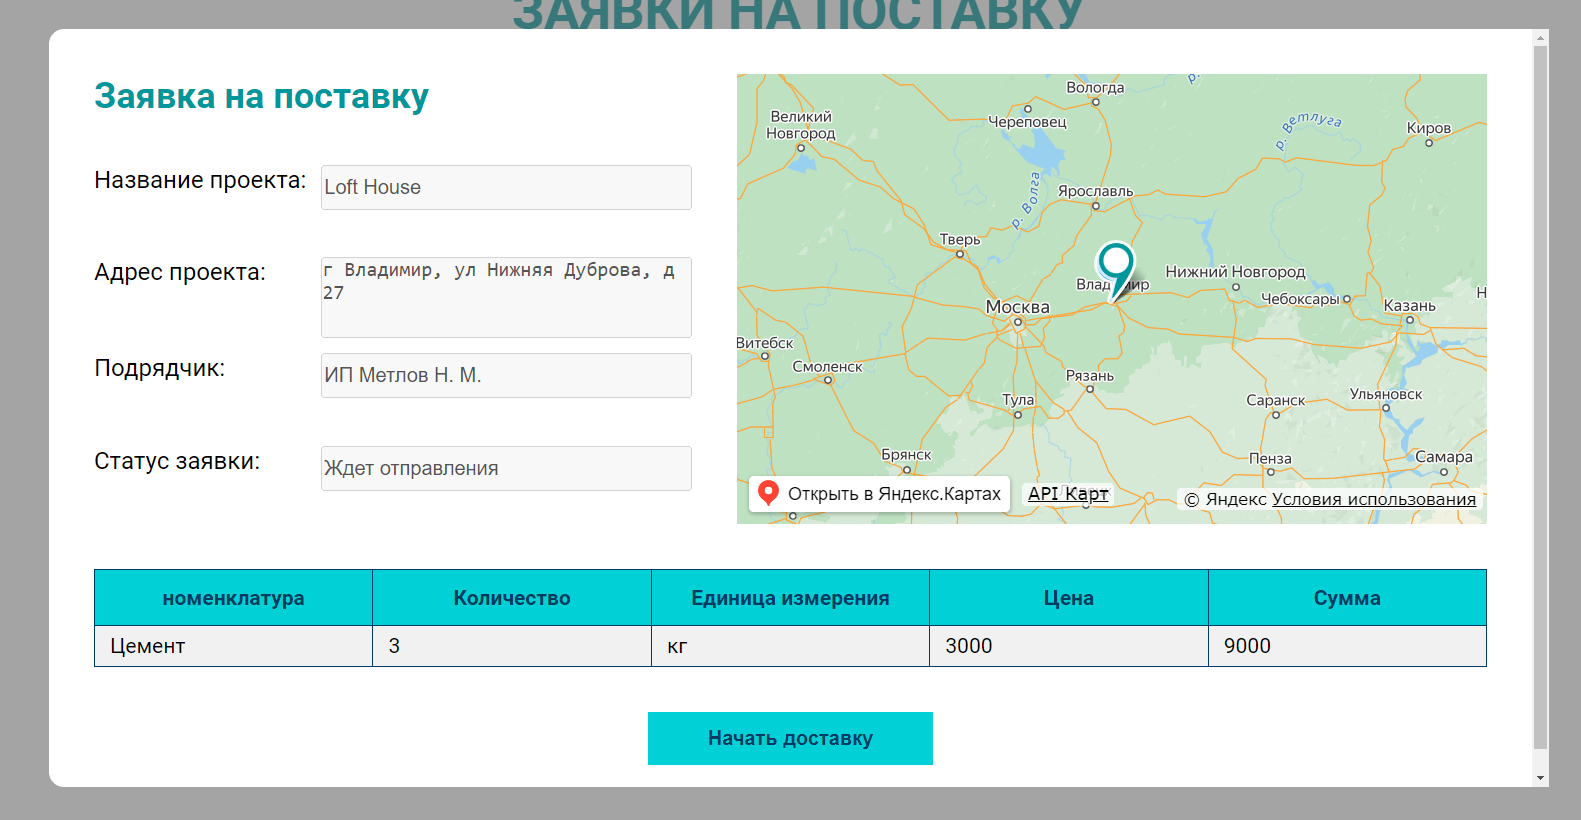 ЗАЯВКИ НА ПОСТАВКУ
Заявка на поставку
Название проекта:
Loft House
Адрес проекта:
г Владимир, ул Нижняя Дуброва, д
27
Подрядчик:
ИП Метлов Н. М.
Статус заявки:
Ждет отправления
Вологда
Великий
Новгород
Череповец
р. Ветлуга
Киров
р. Волга
Ярославль
Тверь
Владимир
Нижний Новгород
Чебоксары
Казань
Москва
Витебск
Смоленск
Рязань
Тула
Саранск
Ульяновск
Брянск
Пенза
Самара
Открыть в Яндекс.Картах
API Карт
© Яндекс Условия использования
номенклатура Количество Единица измерения Цена Сумма
Цемент 3 кг 3000 9000
Начать доставку